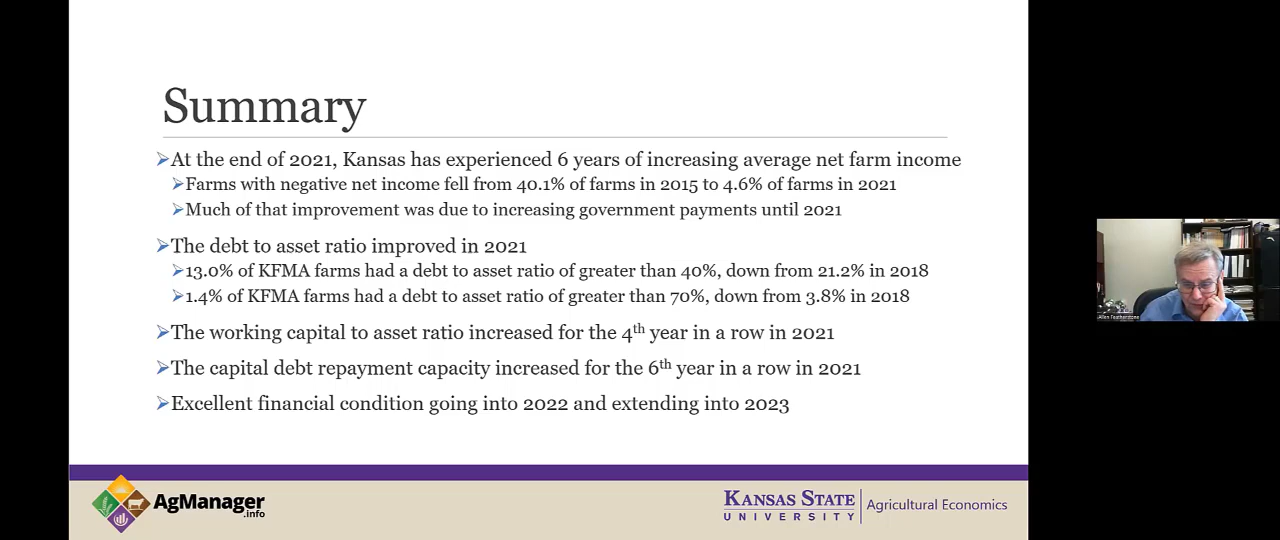 Summary
➢At the end of 2021, Kansas has experienced 6 years of increasing average net farm income
➢Farms with negative net income fell from 40.1% of farms in 2015 to 4.6% of farms in 2021
➢Much of that improvement was due to increasing government payments until 2021
➢The debt to asset ratio improved in 2021
➢13.0% of KFMA farms had a debt to asset ratio of greater than 40%, down from 21.2% in 2018
➢1.4% of KFMA farms had a debt to asset ratio of greater than 70%, down from 3.8% in 2018
➢The working capital to asset ratio increased for the 4th year in a row in 2021
➢The capital debt repayment capacity increased for the 6th year in a row in 2021
➢Excellent financial condition going into 2022 and extending into 2023
AgManager
.info
KANSAS STATE
UNIVERSITY
Agricultural Economics
Allen Featherstone